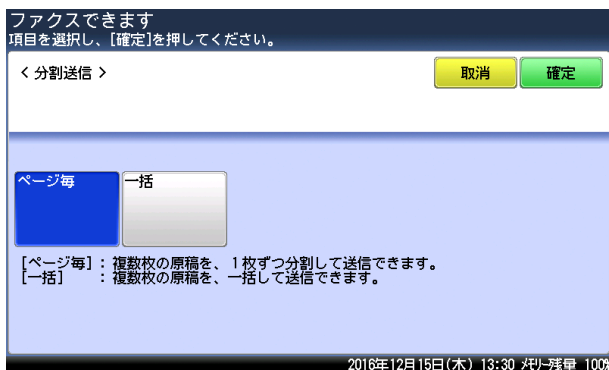 ファクスできます
項目を選択し、[確定]を押してください。
< 分割送信 >
取消
確定
ページ毎
一括
[ページ毎]：複数枚の原稿を、１枚ずつ分割して送信できます。
[一括]　　：複数枚の原稿を、一括して送信できます。
2016年12月15日(木) 13:30 ﾒﾓﾘｰ残量 100%